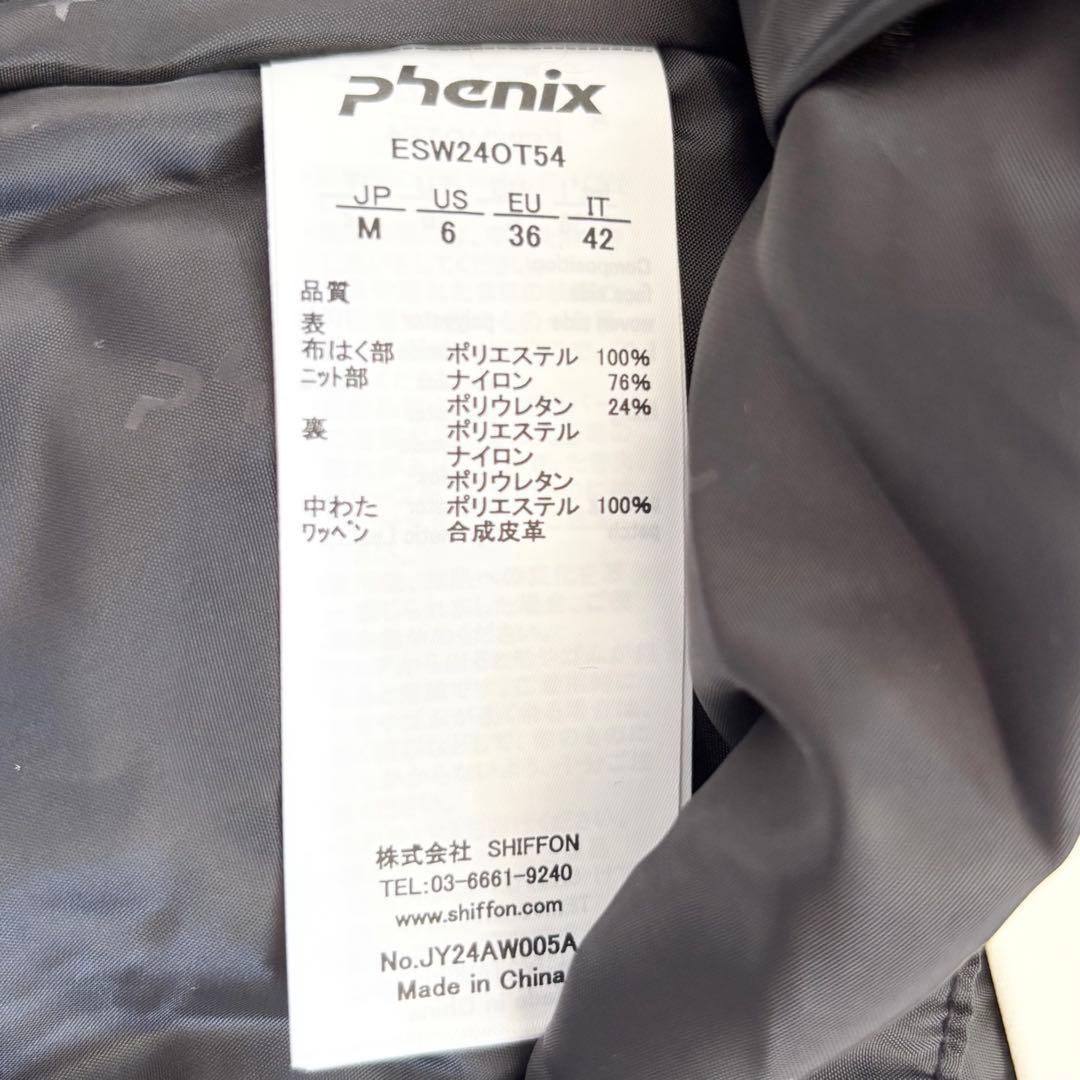 phenix
ESW24OT54
JP US EU IT
M 6 36 42
品質
表
布はく部 ポリエステル 100%
ニット部 ナイロン 76%
ポリウレタン 24%
裏 ポリエステル
ナイロン
ポリウレタン
中わた ポリエステル 100%
ワッペン 合成皮革
株式会社 SHIFFON
TEL:03-6661-9240
www.shiffon.com
No.JY24AW005A
Made in China